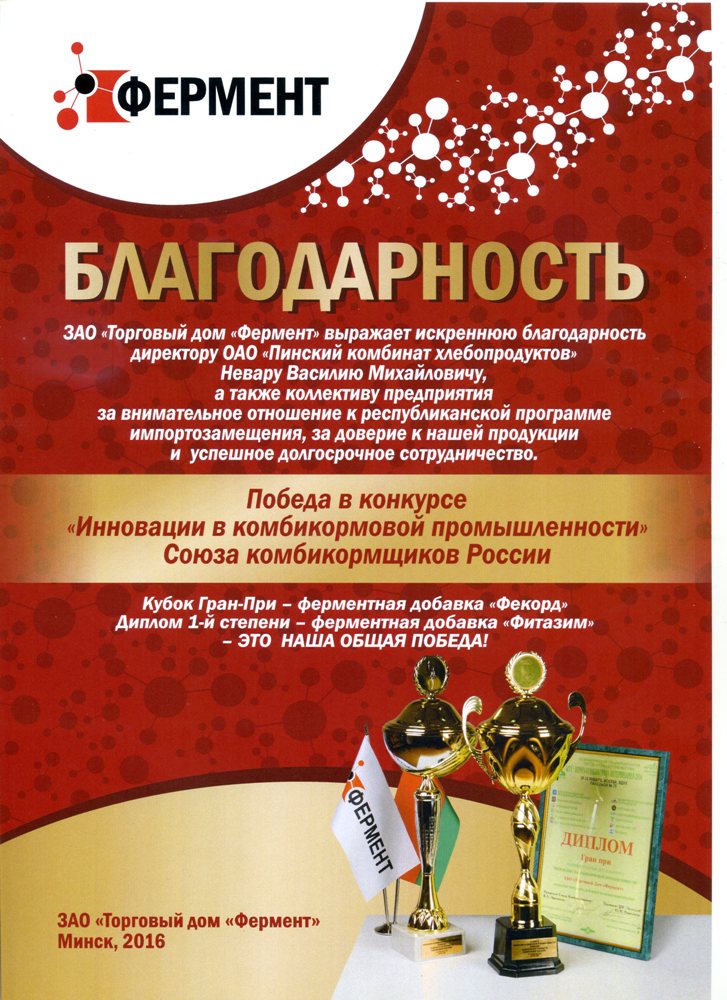 ФЕРМЕНТ
БЛАГОДАРНОСТЬ
ЗАО «Торговый дом «Фермент» выражает искреннюю благодарность
директору ОАО «Пинский комбинат хлебопродуктов»
Невару Василию Михайловичу,
а также коллективу предприятия
за внимательное отношение к республиканской программе
импортозамещения, за доверие к нашей продукции
и успешное долгосрочное сотрудничество.
Победа в конкурсе
«Инновации в комбикормовой промышленности»
Союза комбикормщиков России
Кубок Гран-При – ферментная добавка «Фекорд»
Диплом 1-й степени – ферментная добавка «Фитазим»
– ЭТО НАША ОБЩАЯ ПОБЕДА!
ФЕРМЕНТ
ДИПЛОМ
Гран при
ЗАО «Торговый дом «Фермент»
Минск, 2016